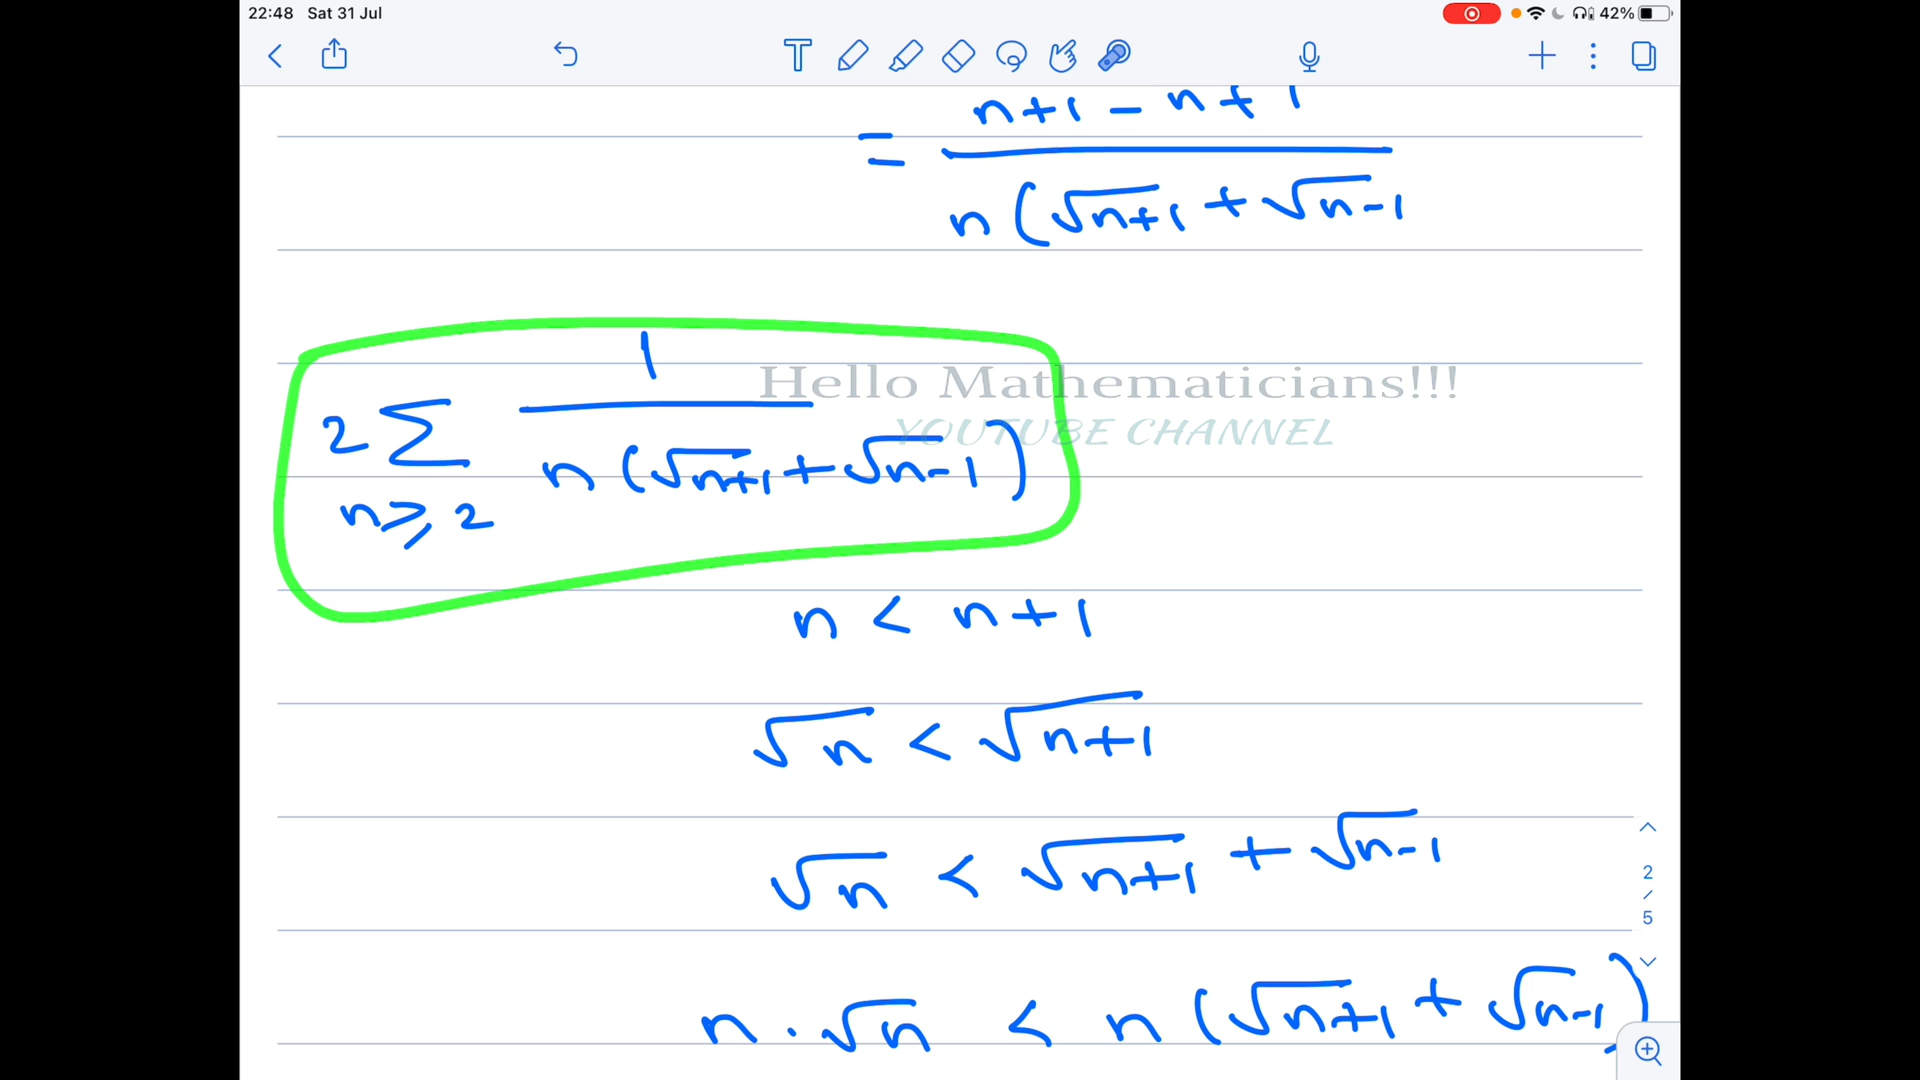 22:48 Sat 31 Jul 42%
= n+1 - n+1
n(√n+1 + √n-1
1
2 Σ n(√n+1 + √n-1)
n ≥ 2
Hello Mathematicians!!!
YOUTUBE CHANNEL
n < n+1
√n < √n+1
√n < √n+1 + √n-1
2
/
5
n · √n < n(√n+1 + √n-1)